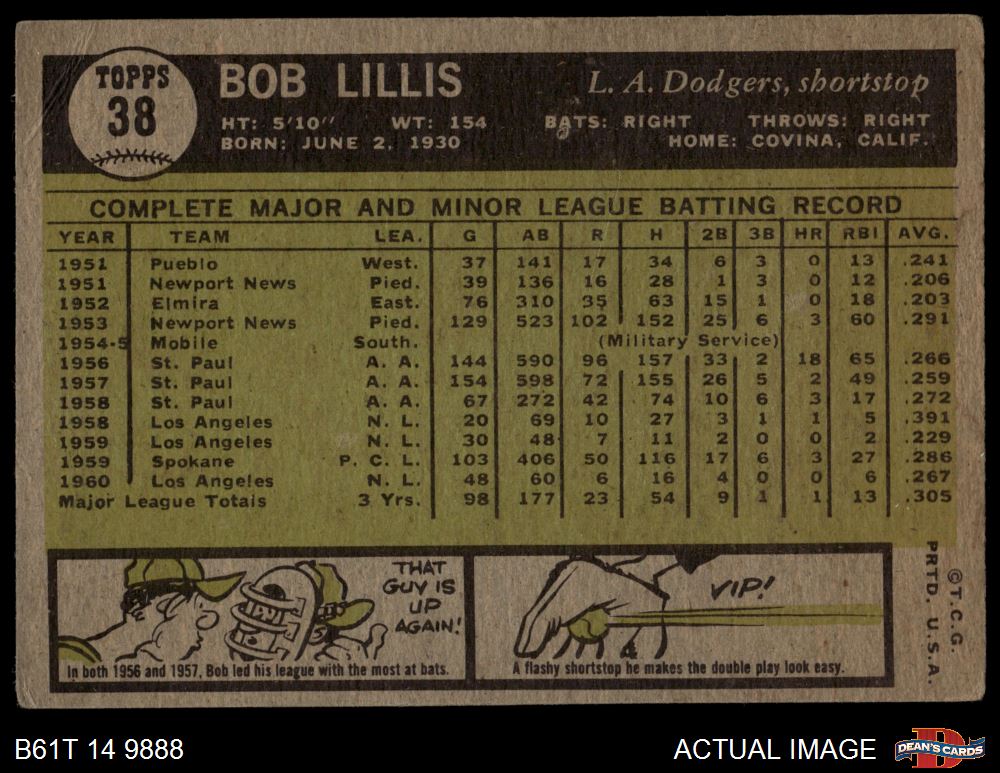 TOPPS
38
BOB LILLIS
L. A. Dodgers, shortstop
HT: 5'10" WT: 154 BATS: RIGHT THROWS: RIGHT
BORN: JUNE 2, 1930 HOME: COVINA, CALIF.
COMPLETE MAJOR AND MINOR LEAGUE BATTING RECORD
YEAR TEAM LEA. G AB R H 2B 3B HR RBI AVG.
1951 Pueblo West. 37 141 17 34 6 3 0 13 .241
1951 Newport News Pied. 39 136 16 28 1 3 0 12 .206
1952 Elmira East. 76 310 35 63 15 1 0 18 .203
1953 Newport News Pied. 129 523 102 152 25 6 3 60 .291
1954-5 Mobile South. (Military Service)
1956 St. Paul A. A. 144 590 96 157 33 2 18 65 .266
1957 St. Paul A. A. 154 598 72 155 26 5 2 49 .259
1958 St. Paul A. A. 67 272 42 74 10 6 3 17 .272
1958 Los Angeles N. L. 20 69 10 27 3 1 1 5 .391
1959 Los Angeles N. L. 30 48 7 11 2 0 0 2 .229
1959 Spokane P. C. L. 103 406 50 116 17 6 3 27 .286
1960 Los Angeles N. L. 48 60 6 16 4 0 0 6 .267
Major League Totals 3 Yrs. 98 177 23 54 9 1 1 13 .305
THAT
GUY IS
UP
AGAIN!
In both 1956 and 1957, Bob led his league with the most at bats.
VIP!
A flashy shortstop he makes the double play look easy.
© T. C. G.
PRTD. U. S. A.
B61T 14 9888
ACTUAL IMAGE
D
DEAN'S CARDS